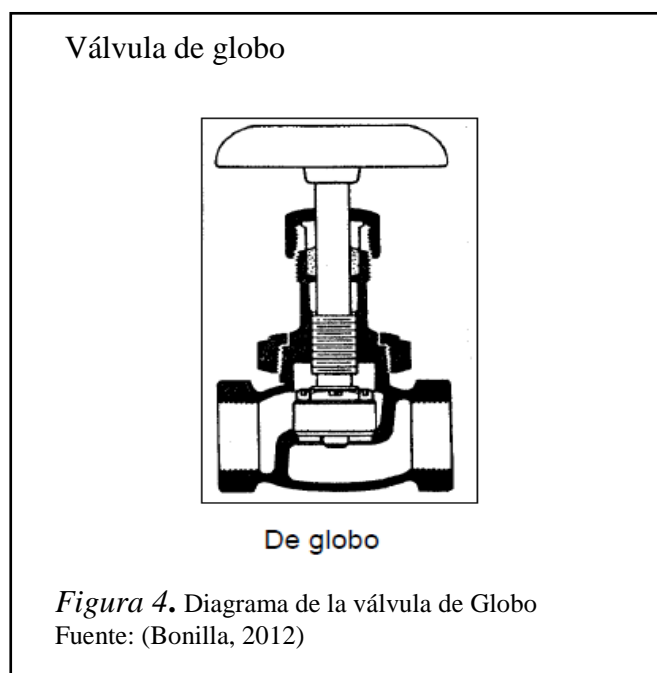 Válvula de globo
De globo
Figura 4. Diagrama de la válvula de Globo
Fuente: (Bonilla, 2012)